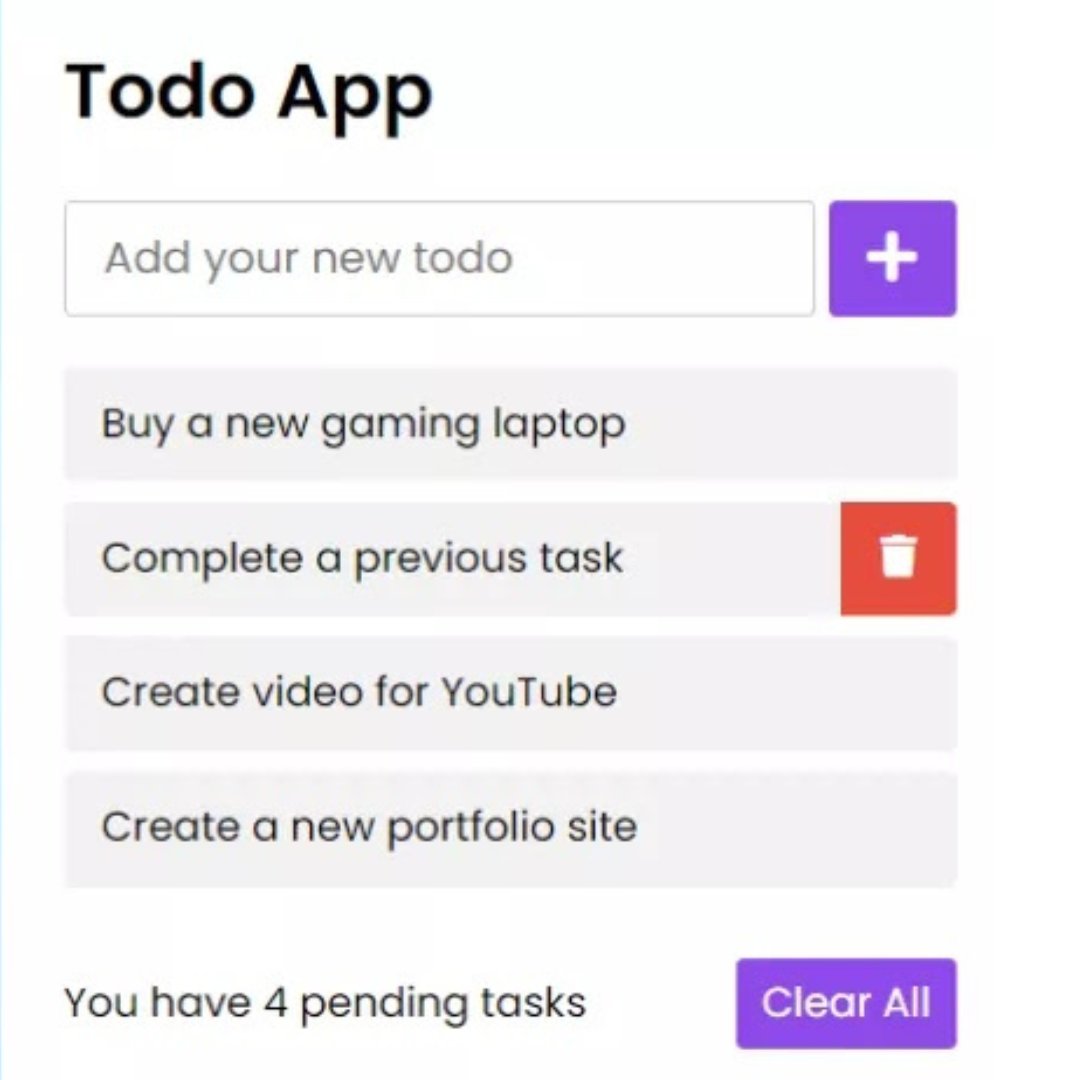 Todo App
Add your new todo
Buy a new gaming laptop
Complete a previous task
Create video for YouTube
Create a new portfolio site
You have 4 pending tasks
Clear All